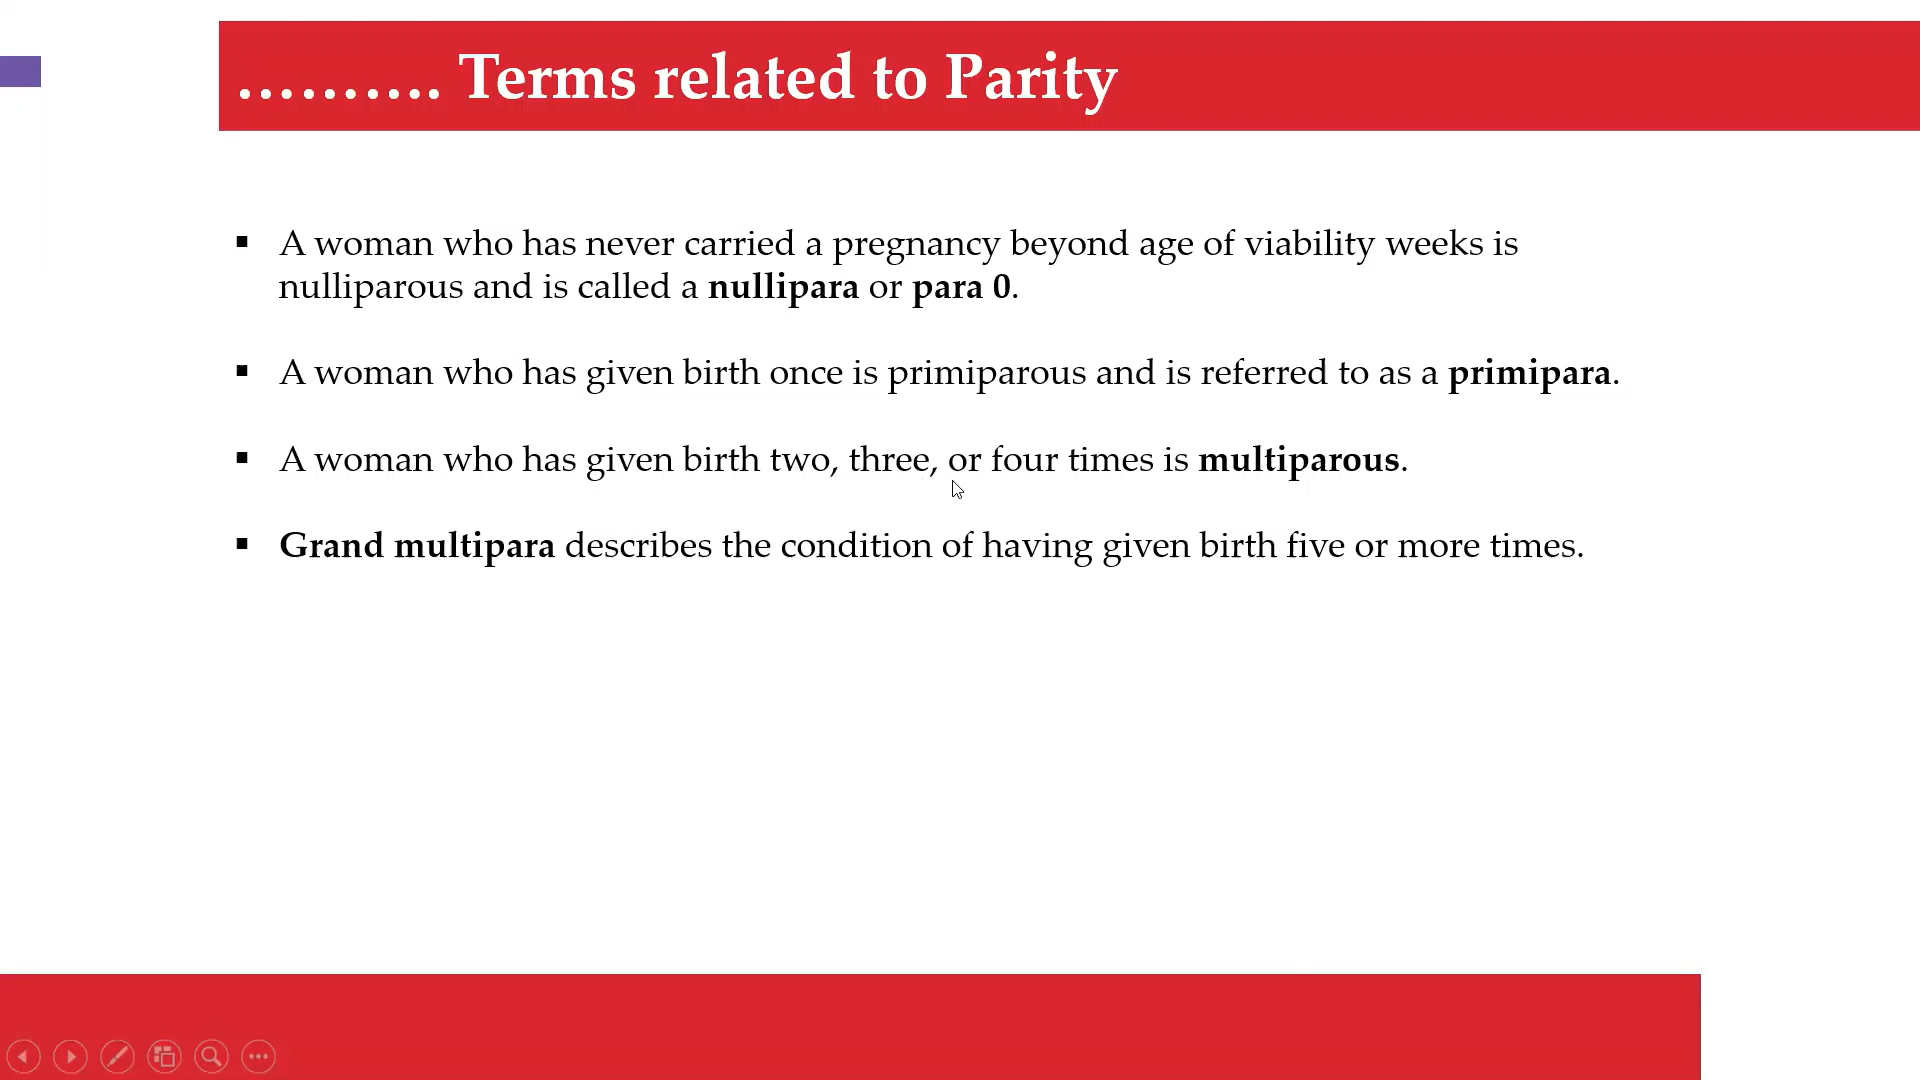 .......... Terms related to Parity
▪ A woman who has never carried a pregnancy beyond age of viability weeks is
nulliparous and is called a nullipara or para 0.
▪ A woman who has given birth once is primiparous and is referred to as a primipara.
▪ A woman who has given birth two, three, or four times is multiparous.
▪ Grand multipara describes the condition of having given birth five or more times.